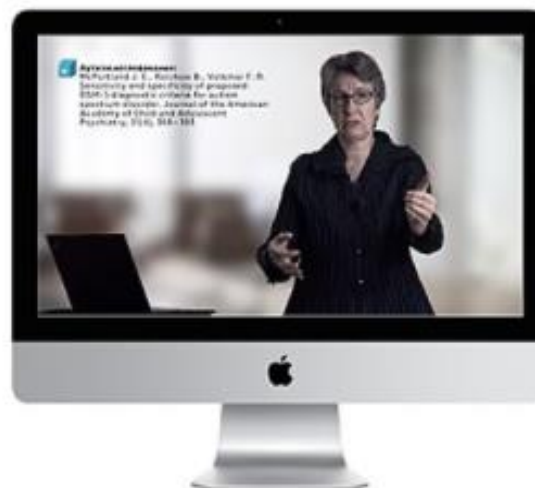 McPartland J. C., Reichow B., Volkmar F. R.
Sensitivity and specificity of proposed
DSM-5 diagnostic criteria for autism
spectrum disorder. Journal of the American
Academy of Child and Adolescent
Psychiatry,